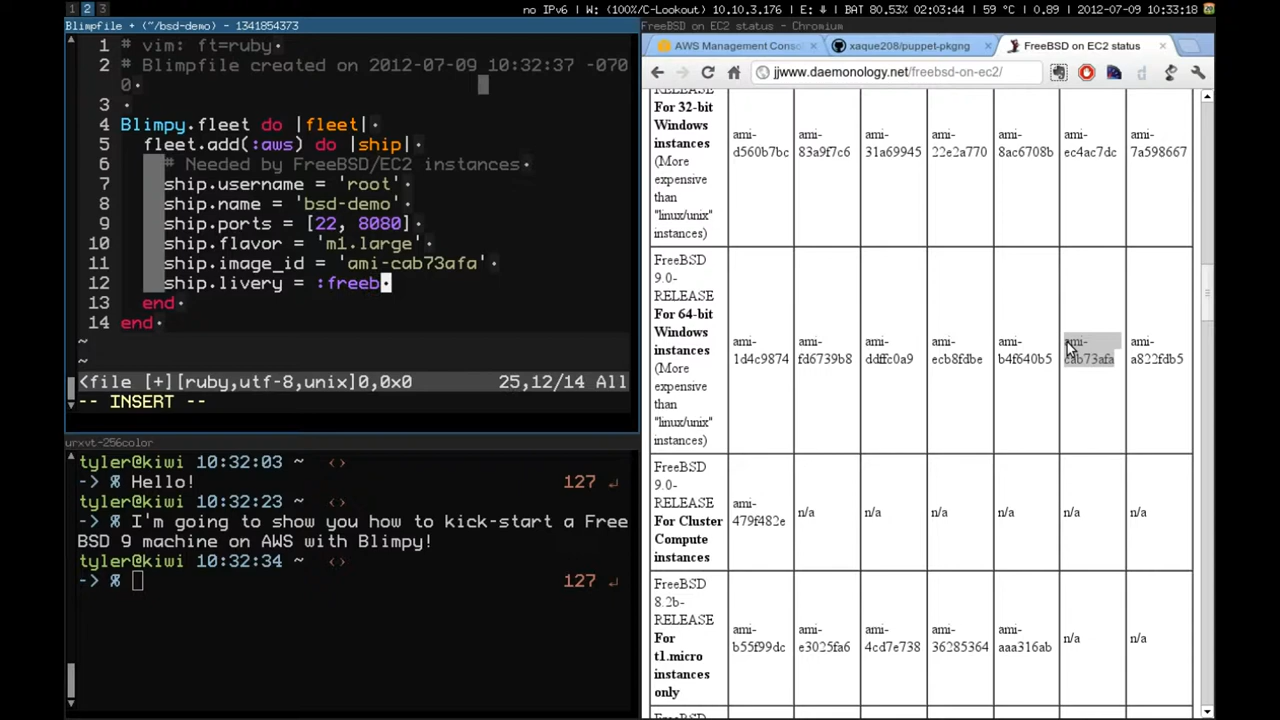 1 2 3
no IPv6 | W: (100%/C-Lookout) 10.10.3.176 | E: | BAT 80.53% 02:03:44 | 59 °C | 0.89 | 2012-07-09 10:33:18
Blimpfile + (~/bsd-demo) - 1341854373
1 # vim: ft=ruby
2 # Blimpfile created on 2012-07-09 10:32:37 -070
0
3
4 Blimpy.fleet do |fleet|
5 fleet.add(:aws) do |ship|
6 # Needed by FreeBSD/EC2 instances
7 ship.username = 'root'
8 ship.name = 'bsd-demo'
9 ship.ports = [22, 8080]
10 ship.flavor = 'm1.large'
11 ship.image_id = 'ami-cab73afa'
12 ship.livery = :freeb
13 end
14 end
~
~
<file [+][ruby,utf-8,unix]0,0x0 25,12/14 All
-- INSERT --
urxvt-256color
tyler@kiwi 10:32:03 ~ <>
-> % Hello! 127 ↵
tyler@kiwi 10:32:23 ~ <>
-> % I'm going to show you how to kick-start a Free
BSD 9 machine on AWS with Blimpy!
tyler@kiwi 10:32:34 ~ <>
-> % 127 ↵
FreeBSD on EC2 status - Chromium
AWS Management Consol × xaque208/puppet-pkgng × FreeBSD on EC2 status ×
www.daemonology.net/freebsd-on-ec2/
RELEASE
For 32-bit
Windows
instances
(More
expensive
than
"linux/unix"
instances)
ami-d560b7bc
ami-83a9f7c6
ami-31a69945
ami-22e2a770
ami-8ac6708b
ami-ec4ac7dc
ami-7a598667
FreeBSD
9.0-
RELEASE
For 64-bit
Windows
instances
(More
expensive
than
"linux/unix"
instances)
ami-1d4c9874
ami-fd6739b8
ami-ddffc0a9
ami-ecb8fdbe
ami-b4f640b5
ami-cab73afa
ami-a822fdb5
FreeBSD
9.0-
RELEASE
For Cluster
Compute
instances
ami-479f482e
n/a
n/a
n/a
n/a
n/a
n/a
FreeBSD
8.2b-
RELEASE
For
t1.micro
instances
only
ami-b55f99dc
ami-e3025fa6
ami-4cd7e738
ami-36285364
ami-aaa316ab
n/a
n/a